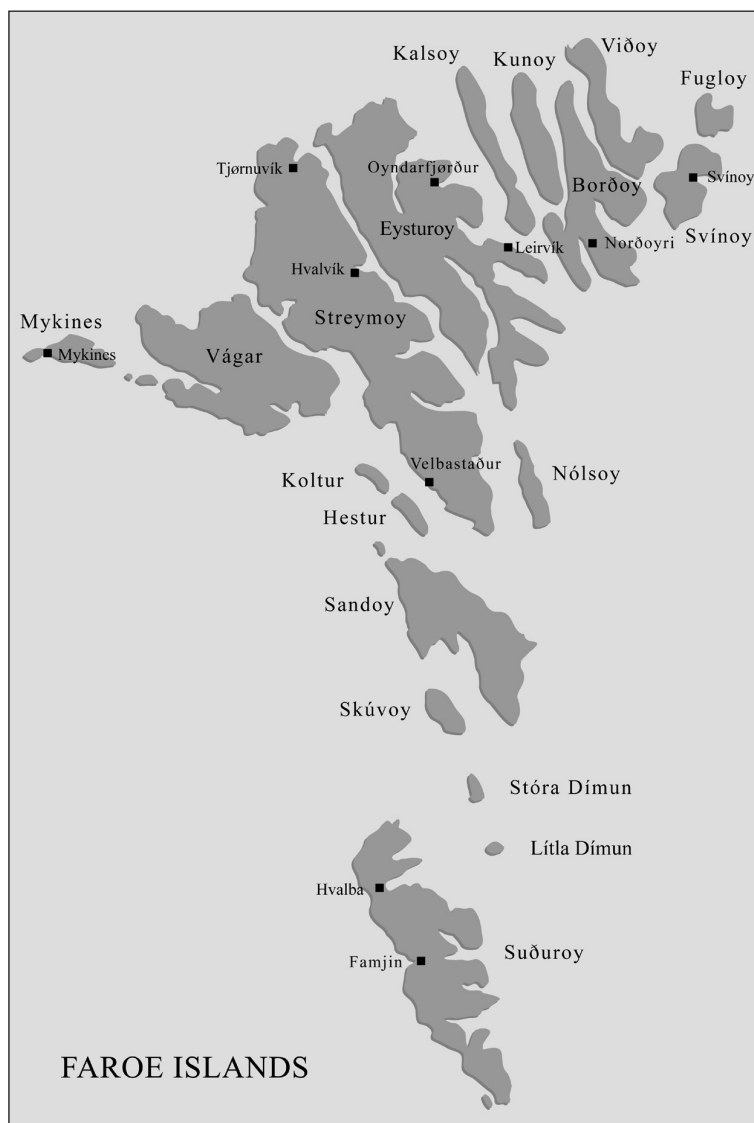 Viðoy
Kunoy
Kalsoy
Fugloy
Tjørnuvík
Oyndarfjørður
Svínoy
Borðoy
Eysturoy
Svínoy
Leirvík
Norðoyri
Hvalvík
Streymoy
Mykines
Mykines
Vágar
Velbastaður
Koltur
Nólsoy
Hestur
Sandoy
Skúvoy
Stóra Dímun
Lítla Dímun
Hvalba
Suðuroy
Famjin
FAROE ISLANDS